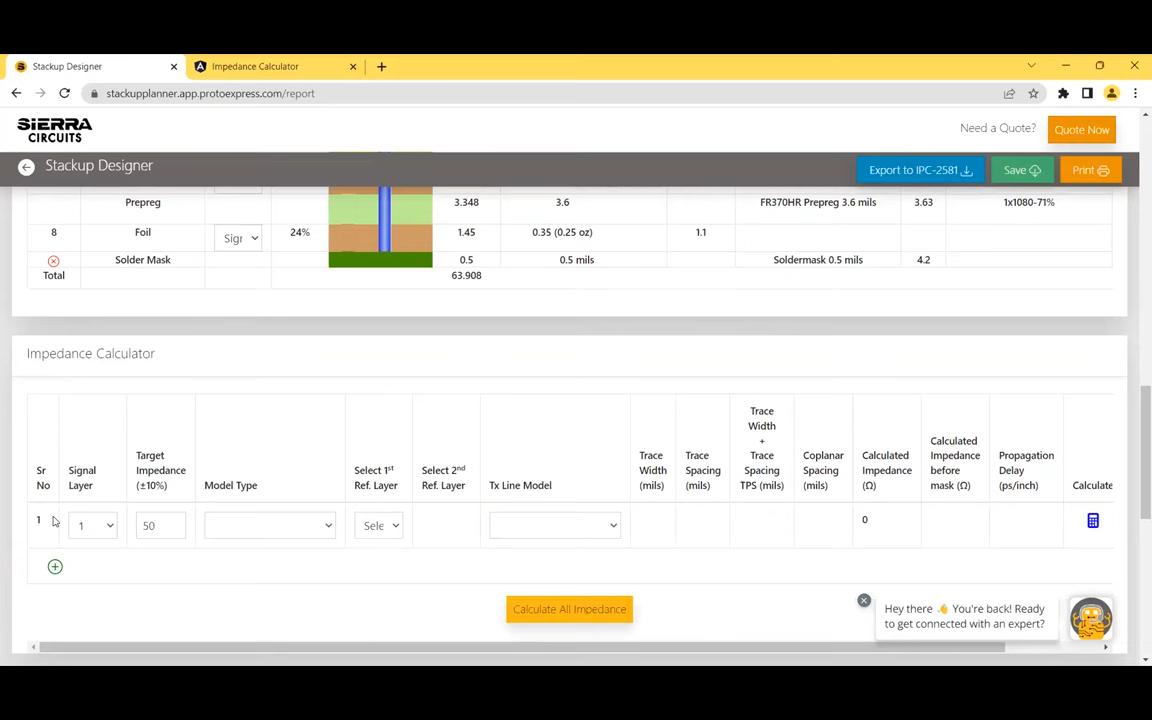 Stackup Designer
Impedance Calculator
stackupplanner.app.protoexpress.com/report
SIERRA
CIRCUITS
Need a Quote?
Quote Now
Stackup Designer
Export to IPC-2581
Save
Print
Prepreg 3.348 3.6 FR370HR Prepreg 3.6 mils 3.63 1x1080-71%
8 Foil Sigr 24% 1.45 0.35 (0.25 oz) 1.1
Solder Mask 0.5 0.5 mils Soldermask 0.5 mils 4.2
Total 63.908
Impedance Calculator
Sr No
Signal Layer
Target Impedance (±10%)
Model Type
Select 1st Ref. Layer
Select 2nd Ref. Layer
Tx Line Model
Trace Width (mils)
Trace Spacing (mils)
Trace Width + Trace Spacing TPS (mils)
Coplanar Spacing (mils)
Calculated Impedance (Ω)
Calculated Impedance before mask (Ω)
Propagation Delay (ps/inch)
Calculate
1 1 50 Sele 0
Calculate All Impedance
Hey there 👋 You're back! Ready
to get connected with an expert?